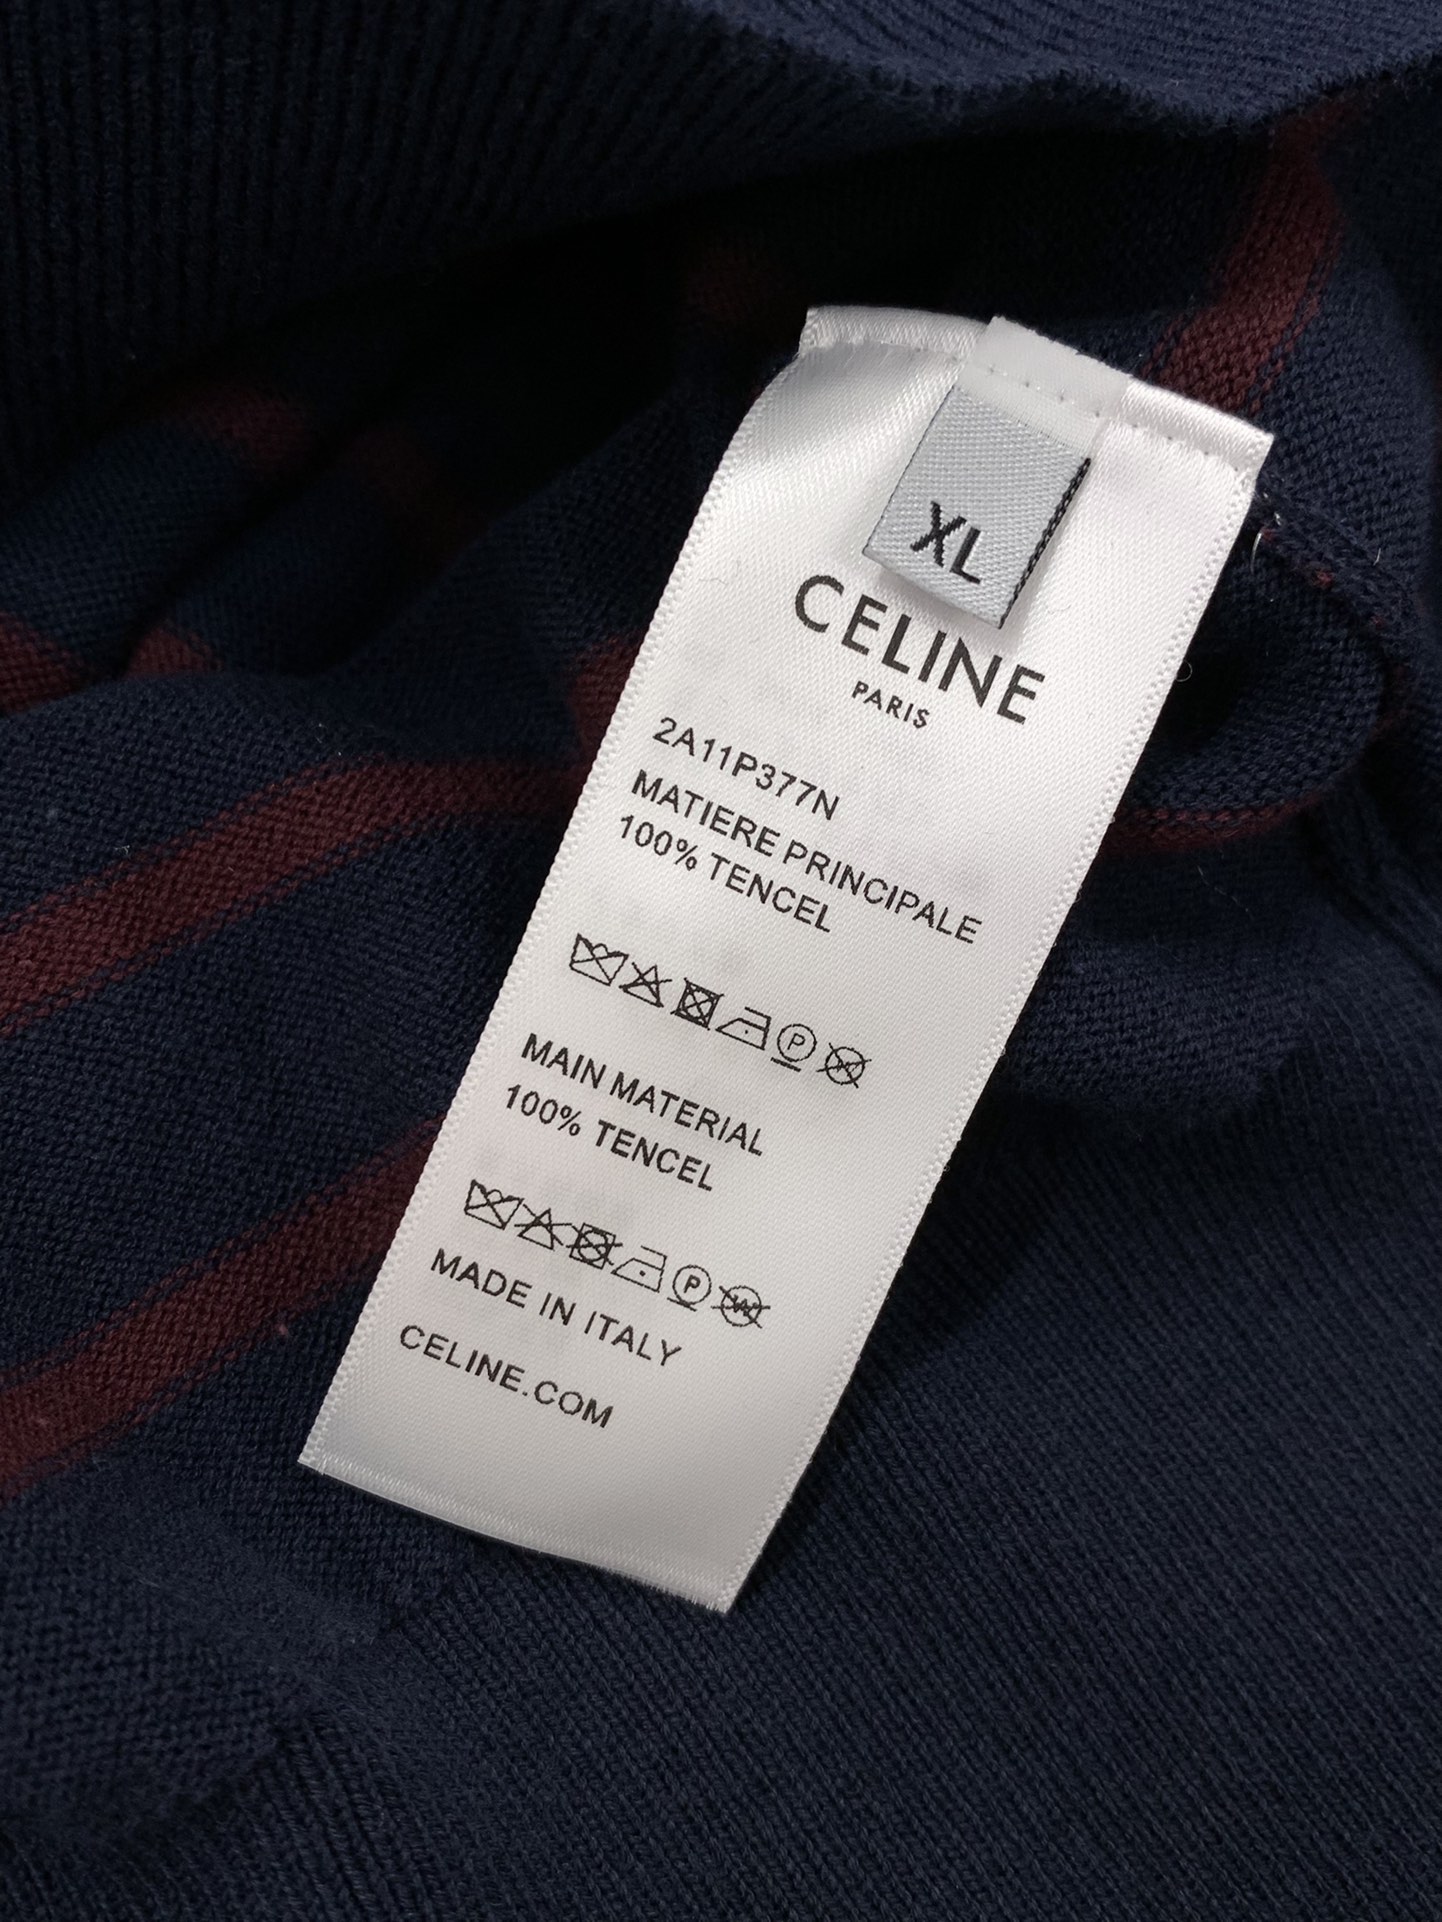 XL
CELINE
PARIS
2A11P377N
MATIERE PRINCIPALE
100% TENCEL
P
MAIN MATERIAL
100% TENCEL
P W
MADE IN ITALY
CELINE.COM